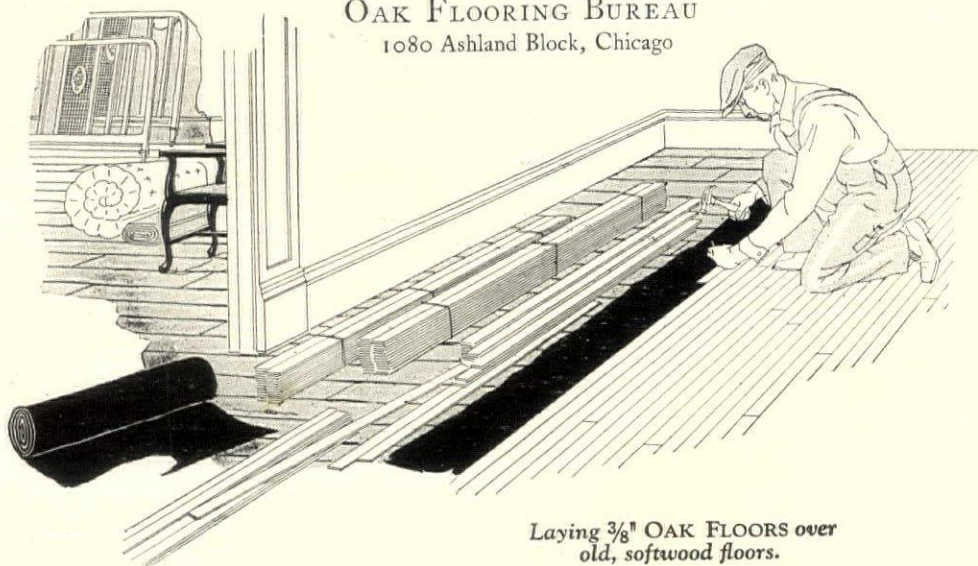 OAK FLOORING BUREAU
1080 Ashland Block, Chicago
Laying ⅜" OAK FLOORS over
old, softwood floors.